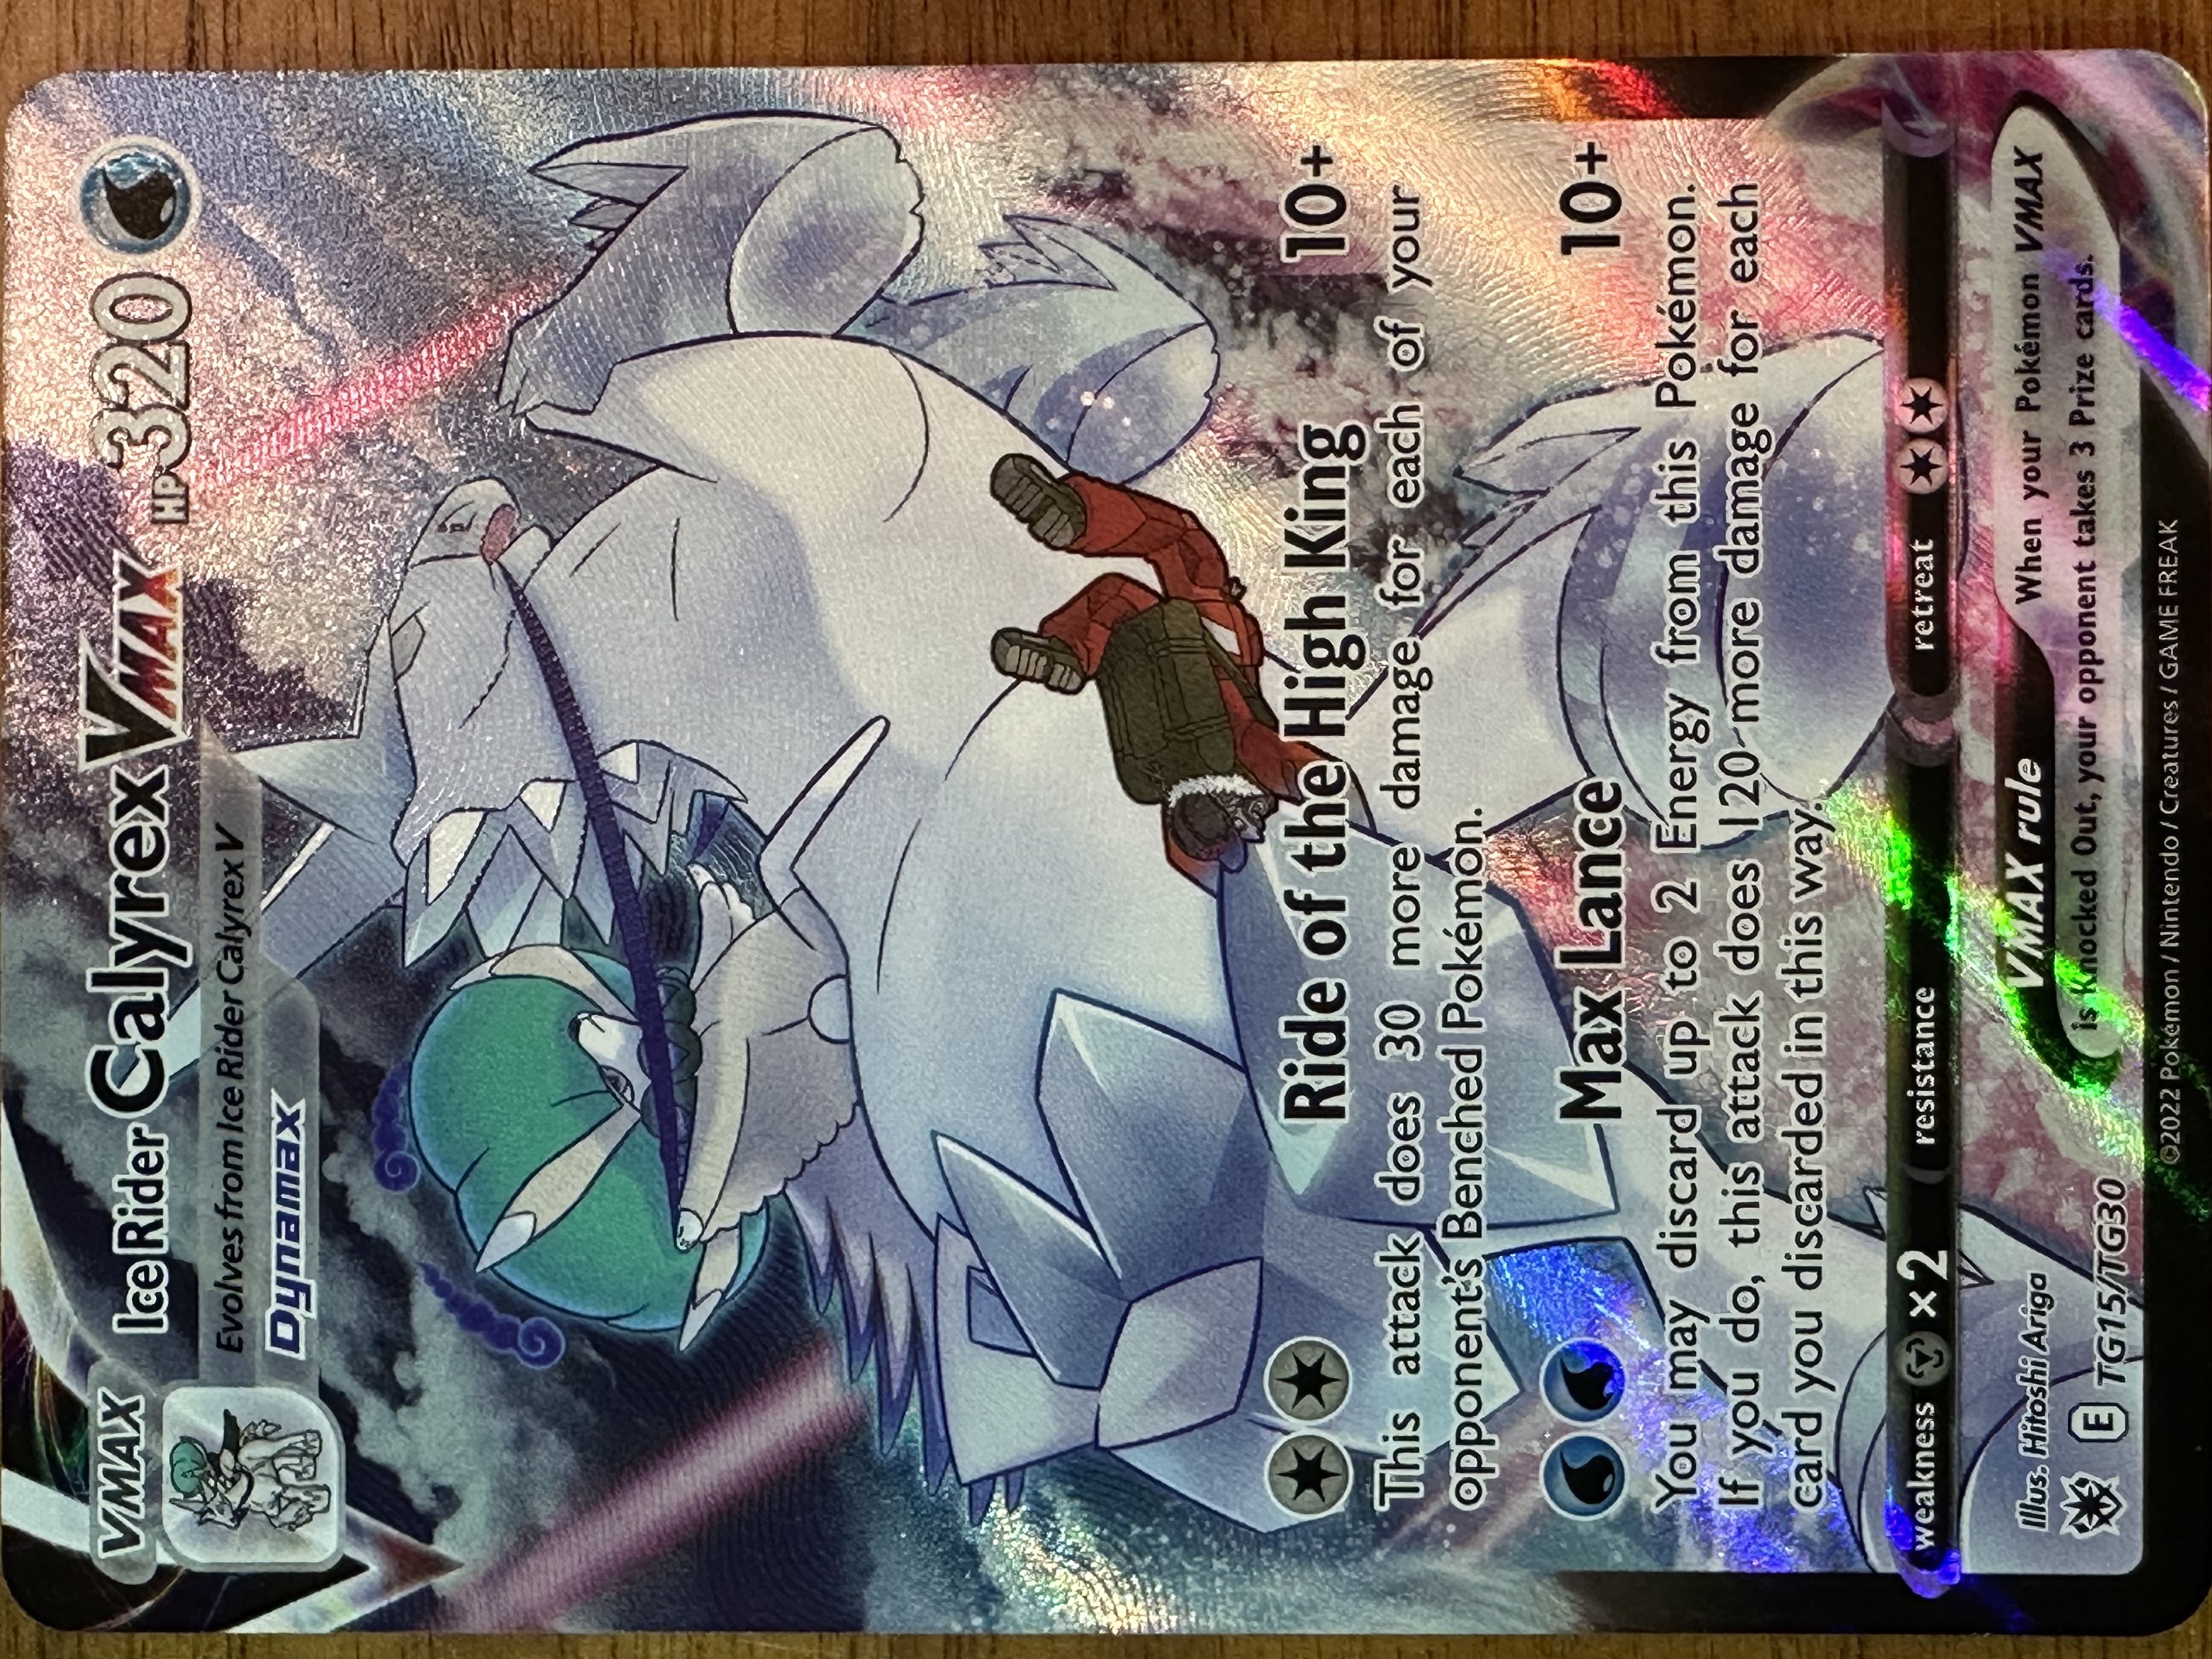 VMAX
Ice Rider Calyrex VMAX HP 320
Evolves from Ice Rider Calyrex V
Dynamax
Ride of the High King 10+
This attack does 30 more damage for each of your
opponent's Benched Pokémon.
Max Lance 10+
You may discard up to 2 Energy from this Pokémon.
If you do, this attack does 120 more damage for each
card you discarded in this way.
weakness ×2 resistance retreat
Illus. Hitoshi Ariga
VMAX rule When your Pokémon VMAX
is Knocked Out, your opponent takes 3 Prize cards.
E TG15/TG30
©2022 Pokémon / Nintendo / Creatures / GAME FREAK